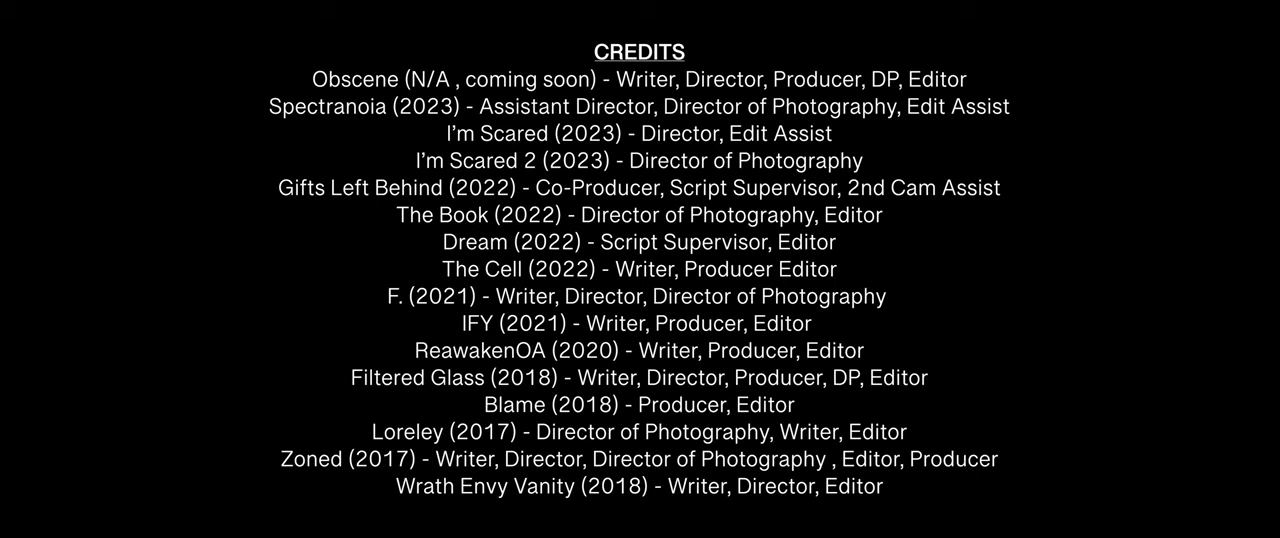 CREDITS
Obscene (N/A , coming soon) - Writer, Director, Producer, DP, Editor
Spectranoia (2023) - Assistant Director, Director of Photography, Edit Assist
I’m Scared (2023) - Director, Edit Assist
I’m Scared 2 (2023) - Director of Photography
Gifts Left Behind (2022) - Co-Producer, Script Supervisor, 2nd Cam Assist
The Book (2022) - Director of Photography, Editor
Dream (2022) - Script Supervisor, Editor
The Cell (2022) - Writer, Producer Editor
F. (2021) - Writer, Director, Director of Photography
IFY (2021) - Writer, Producer, Editor
ReawakenOA (2020) - Writer, Producer, Editor
Filtered Glass (2018) - Writer, Director, Producer, DP, Editor
Blame (2018) - Producer, Editor
Loreley (2017) - Director of Photography, Writer, Editor
Zoned (2017) - Writer, Director, Director of Photography , Editor, Producer
Wrath Envy Vanity (2018) - Writer, Director, Editor